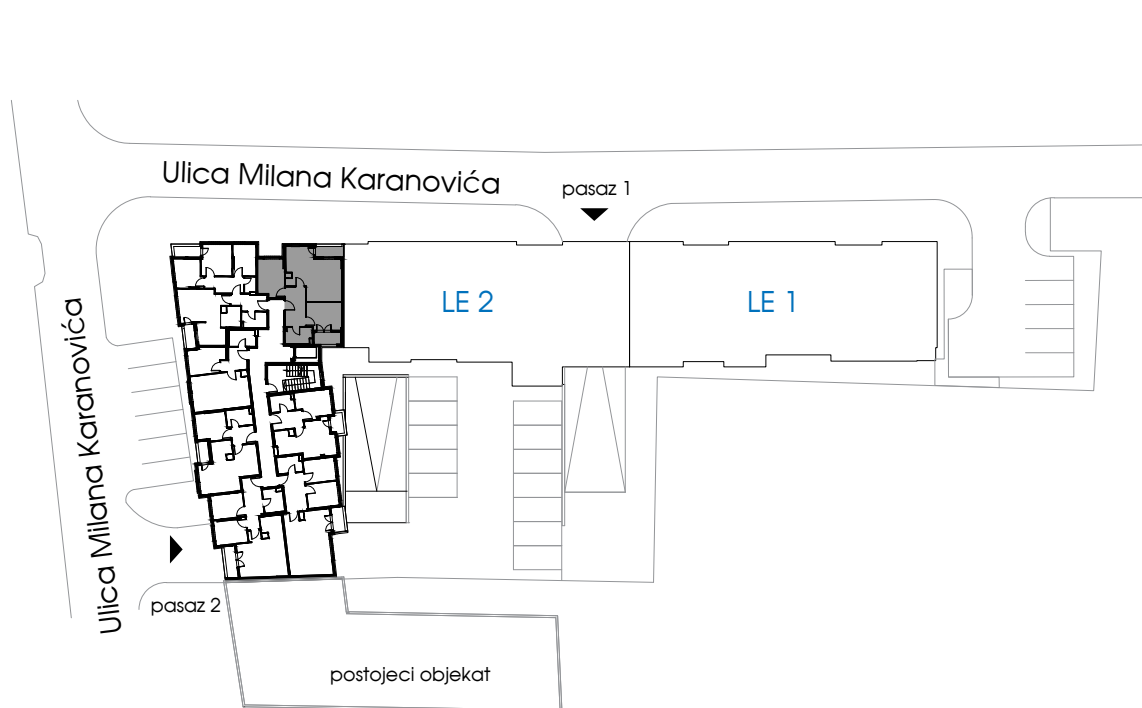 Ulica Milana Karanovića
pasaz 1
LE 2
LE 1
Ulica Milana Karanovića
pasaz 2
postojeci objekat